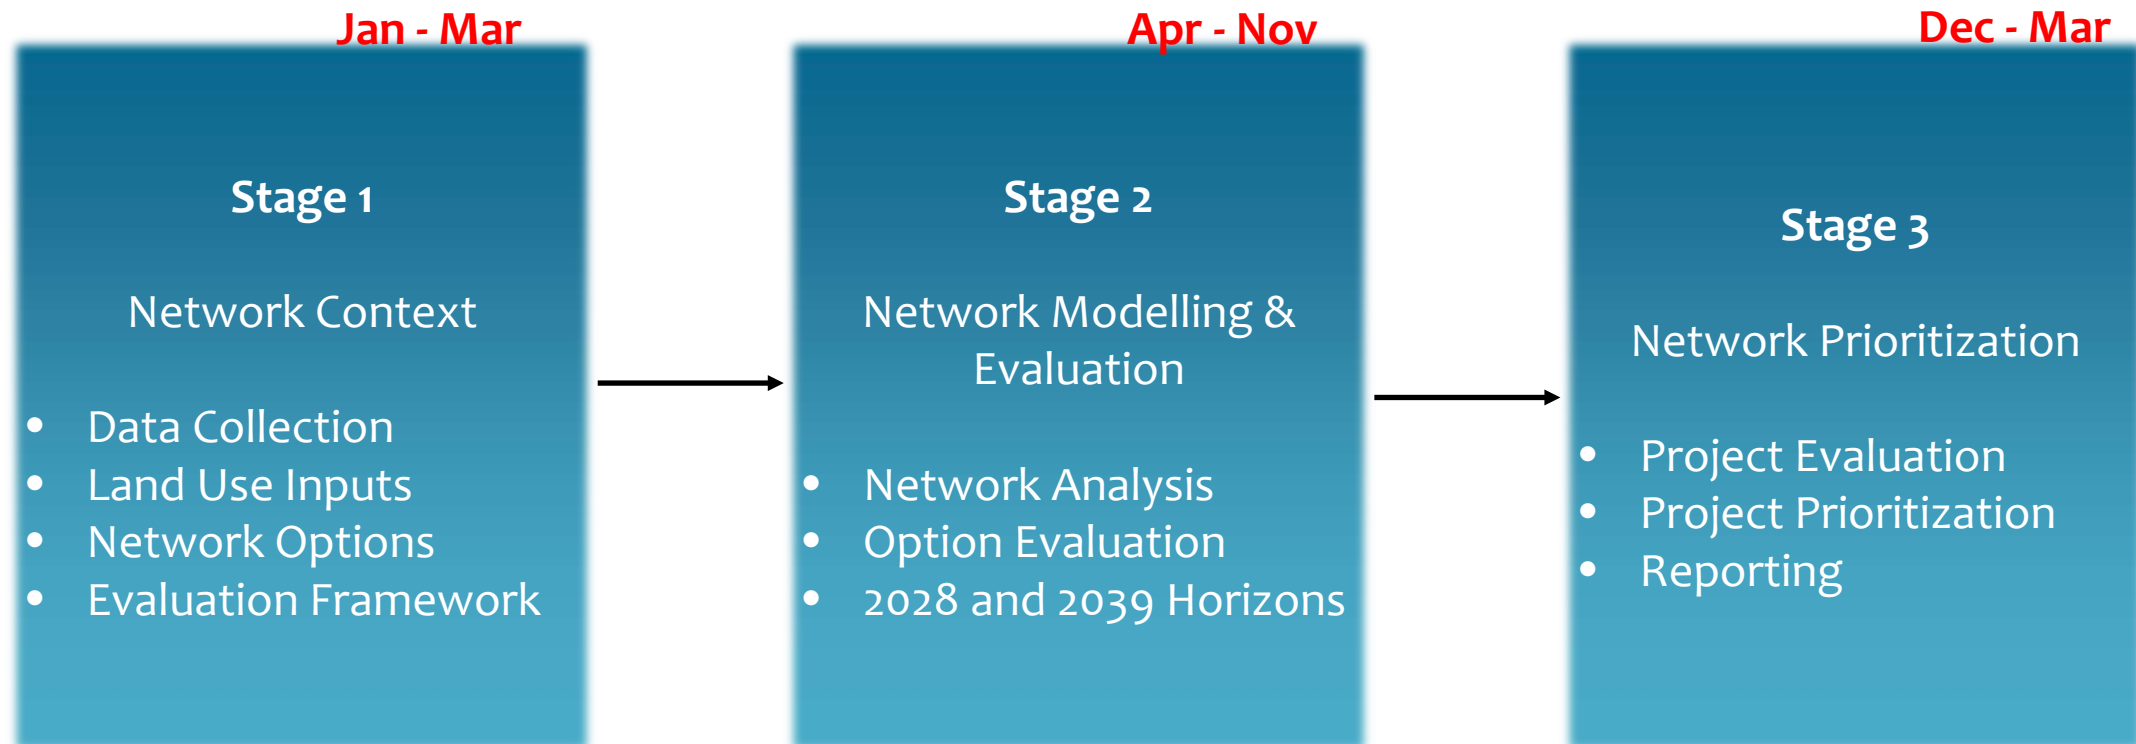 Jan - Mar
Stage 1
Network Context
• Data Collection
• Land Use Inputs
• Network Options
• Evaluation Framework
Apr - Nov
Stage 2
Network Modelling &
Evaluation
• Network Analysis
• Option Evaluation
• 2028 and 2039 Horizons
Dec - Mar
Stage 3
Network Prioritization
• Project Evaluation
• Project Prioritization
• Reporting